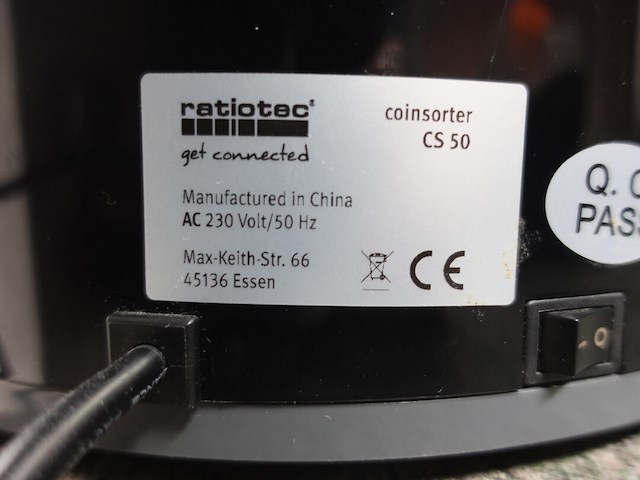 ratiotec®
get connected
coinsorter
CS 50
Manufactured in China
AC 230 Volt/50 Hz
Max-Keith-Str. 66
45136 Essen
CE
Q.
- O